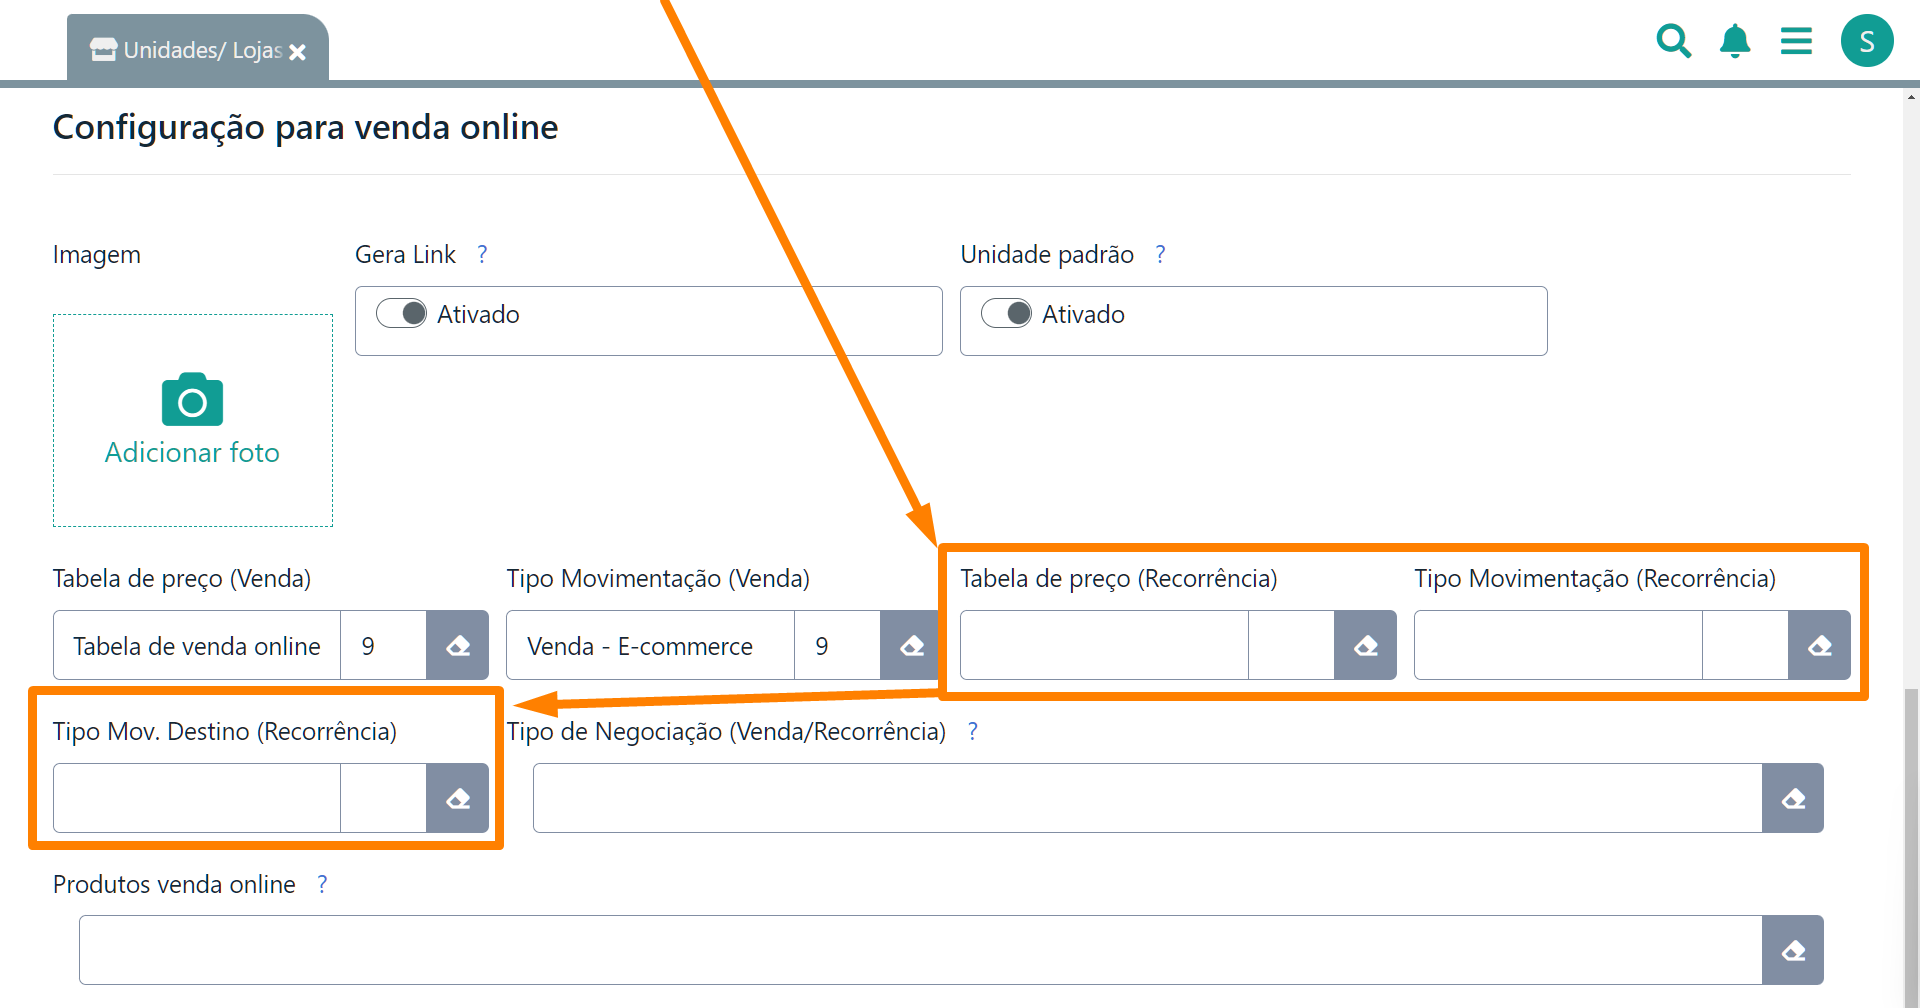 Unidades/ Lojas
S
Configuração para venda online
Imagem
Gera Link ?
Unidade padrão ?
Ativado
Ativado
Adicionar foto
Tabela de preço (Venda)
Tipo Movimentação (Venda)
Tabela de preço (Recorrência)
Tipo Movimentação (Recorrência)
Tabela de venda online 9
Venda - E-commerce 9
Tipo Mov. Destino (Recorrência)
Tipo de Negociação (Venda/Recorrência) ?
Produtos venda online ?